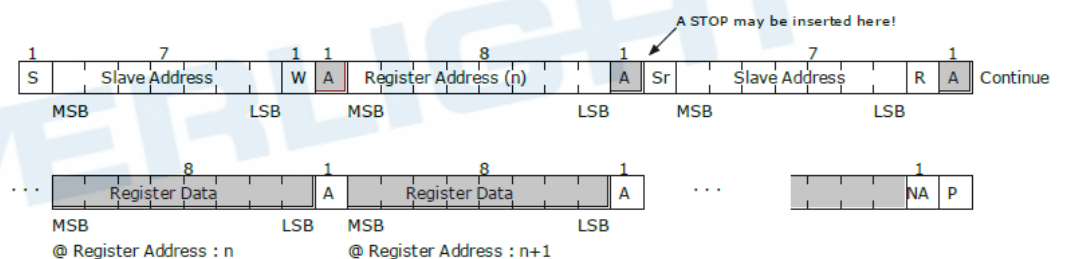 A STOP may be inserted here!
1 7 1 1 8 1 7 1
S Slave Address W A Register Address (n) A Sr Slave Address R A Continue
MSB LSB MSB LSB MSB LSB
8 1 8 1 1
... Register Data A Register Data A ... NA P
MSB LSB MSB LSB
@ Register Address : n @ Register Address : n+1